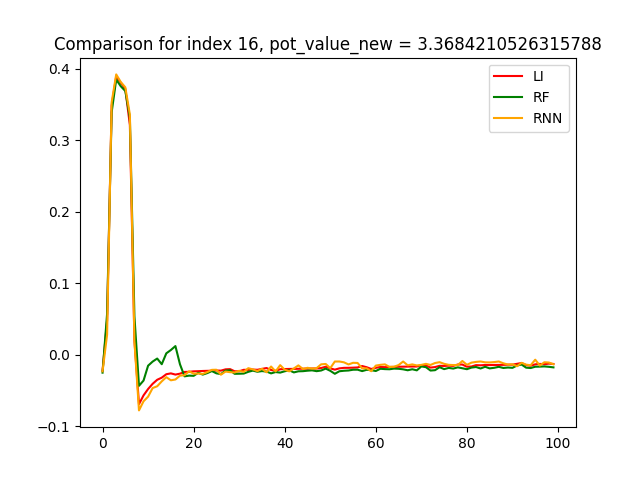 Comparison for index 16, pot_value_new = 3.3684210526315788
LI
RF
RNN
0.4
0.3
0.2
0.1
0.0
−0.1
0 20 40 60 80 100